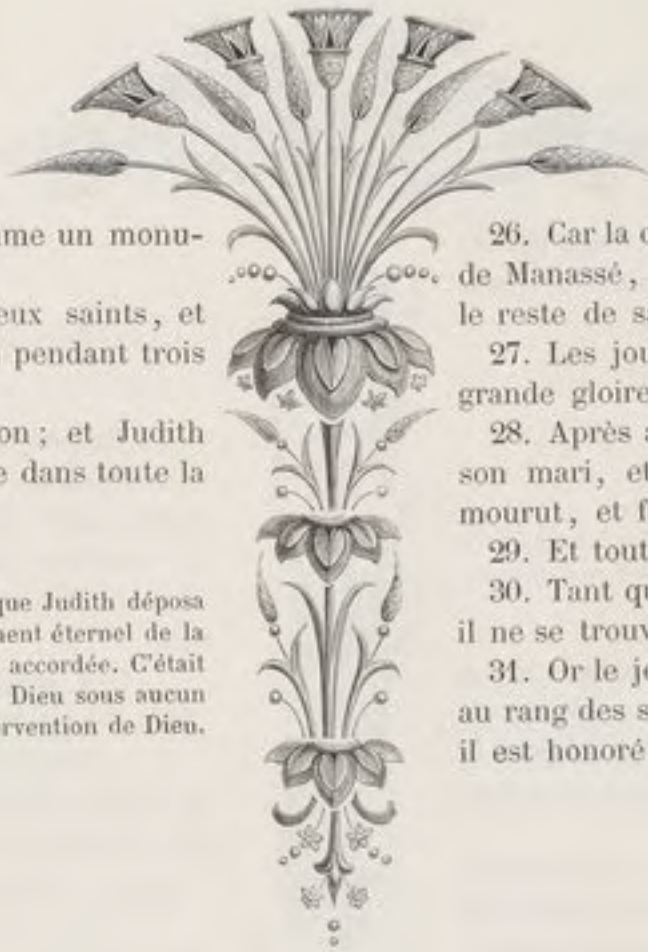 me un monu-
eux saints, et
pendant trois
on ; et Judith
e dans toute la
que Judith déposa
ent éternel de la
accordée. C'était
Dieu sous aucun
ervention de Dieu.
26. Car la
de Manassé,
le reste de s
27. Les jou
grande gloire
28. Après a
son mari, et
mourut, et f
29. Et tout
30. Tant qu
il ne se trouv
31. Or le j
au rang des s
il est honoré